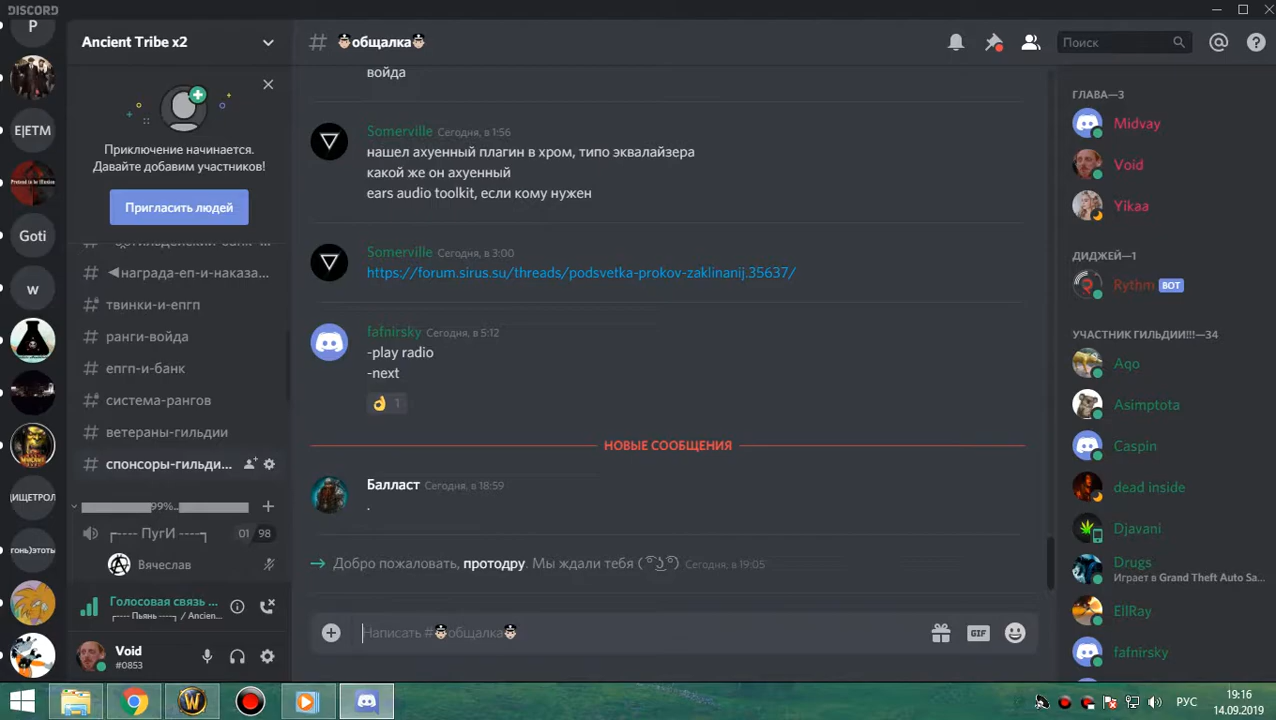 DISCORD
P
E|ETM
Goti
w
ДИЩЕТРОЛ
гонь)этоть
Ancient Tribe x2
Приключение начинается.
Давайте добавим участников!
Пригласить людей
◀награда-еп-и-наказа...
твинки-и-епгп
ранги-войда
епгп-и-банк
система-рангов
ветераны-гильдии
спонсоры-гильди...
99%..
┌---- ПугИ ----┐
01 98
Вячеслав
Голосовая связь ...
┌---- Пьянь ----┐ / Ancien...
Void
#0853
# 👮🏻общалка👮🏻
Поиск
войда
Somerville Сегодня, в 1:56
нашел ахуенный плагин в хром, типо эквалайзера
какой же он ахуенный
ears audio toolkit, если кому нужен
Somerville Сегодня, в 3:00
https://forum.sirus.su/threads/podsvetka-prokov-zaklinanij.35637/
fafnirsky Сегодня, в 5:12
-play radio
-next
👌 1
НОВЫЕ СООБЩЕНИЯ
Балласт Сегодня, в 18:59
.
Добро пожаловать, протодру. Мы ждали тебя ( ͡° ͜ʖ ͡°) Сегодня, в 19:05
Написать #👮🏻общалка👮🏻
GIF
ГЛАВА—3
Midvay
Void
Yikaa
ДИДЖЕЙ—1
Rythm BOT
УЧАСТНИК ГИЛЬДИИ!!!—34
Aqo
Asimptota
Caspin
dead inside
Djavani
Drugs
Играет в Grand Theft Auto Sa...
EllRay
fafnirsky
РУС
19:16
14.09.2019